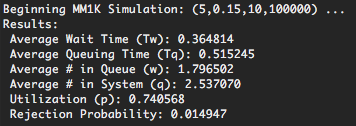 Beginning MM1K Simulation: (5,0.15,10,100000) ...
Results:
Average Wait Time (Tw): 0.364814
Average Queuing Time (Tq): 0.515245
Average # in Queue (w): 1.796502
Average # in System (q): 2.537070
Utilization (p): 0.740568
Rejection Probability: 0.014947